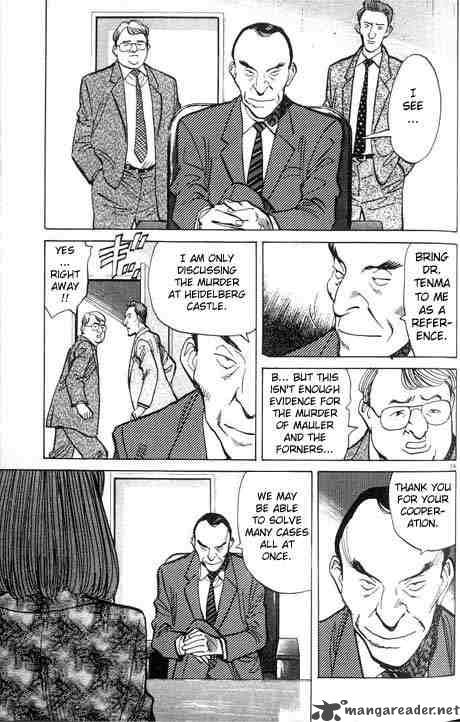 I
SEE
...
BRING
DR.
TENMA
TO ME
AS A
REFER-
ENCE.
I AM ONLY
DISCUSSING
THE
MURDER
AT HEIDELBERG
CASTLE.
YES
...
RIGHT
AWAY
!!
B... BUT THIS
ISN'T ENOUGH
EVIDENCE FOR
THE MURDER
OF MAULER
AND THE
FORNERS...
THANK YOU
FOR YOUR
COOPER-
ATION.
WE MAY
BE ABLE
TO SOLVE
MANY CASES
ALL AT
ONCE.
mangareader.net